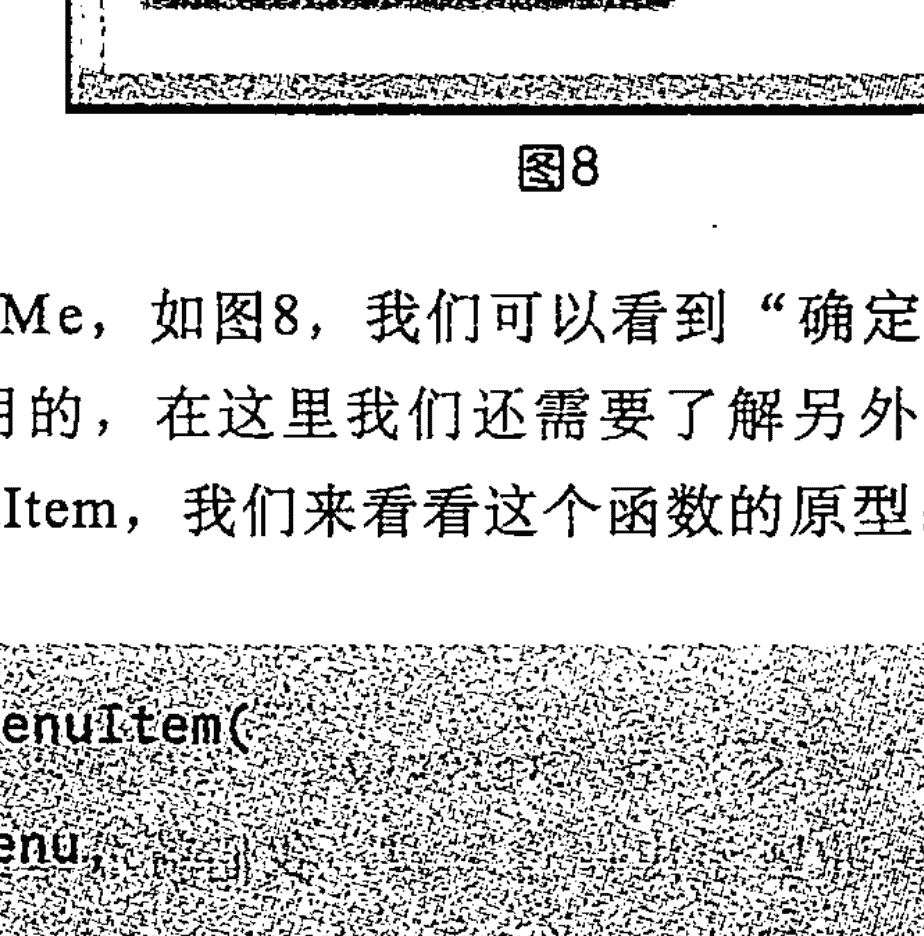 图8
Me，如图8，我们可以看到“确定
的，在这里我们还需要了解另外
Item，我们来看看这个函数的原型
enuItem(
enu,